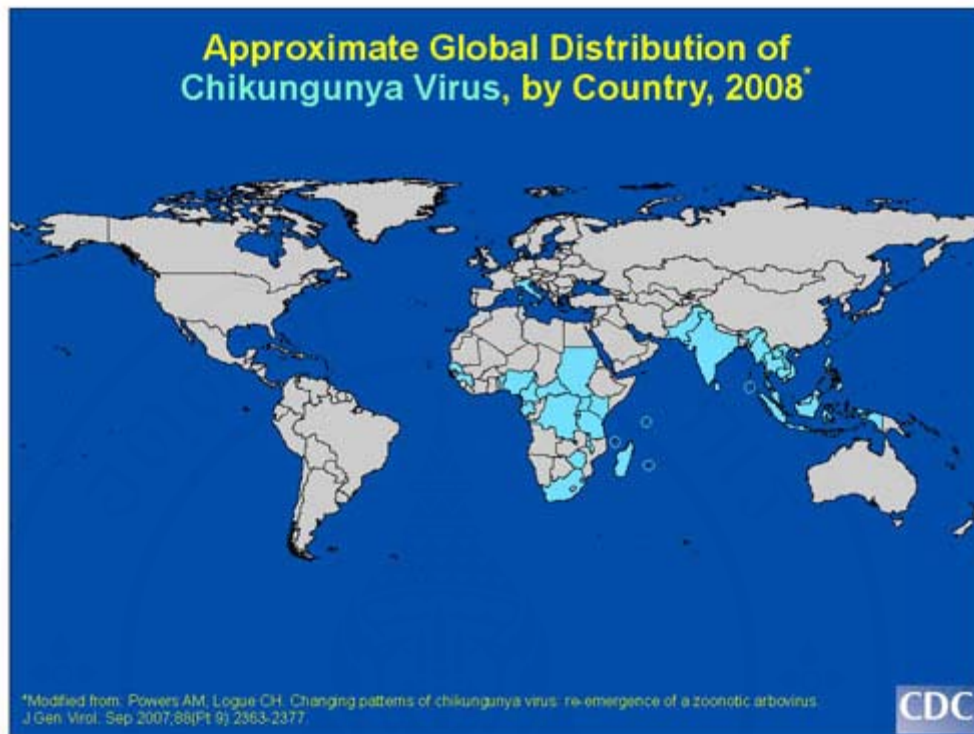 Approximate Global Distribution of
Chikungunya Virus, by Country, 2008*
*Modified from: Powers AM, Logue CH. Changing patterns of chikungunya virus: re-emergence of a zoonotic arbovirus.
J Gen. Virol. Sep 2007;88(Pt 9) 2363-2377.
CDC